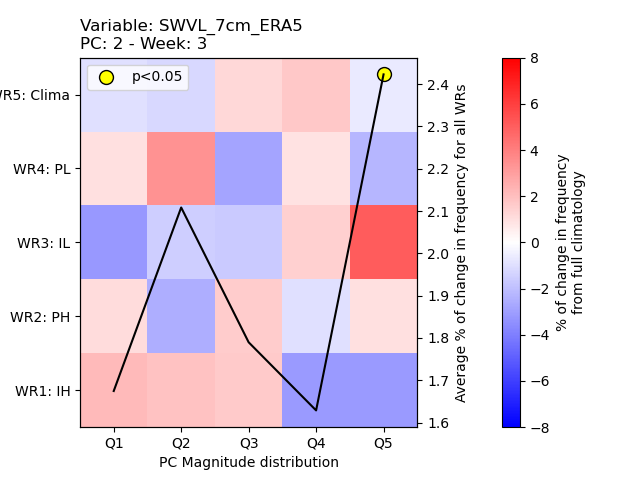 Variable: SWVL_7cm_ERA5
PC: 2 - Week: 3
p<0.05
WR5: Clima
WR4: PL
WR3: IL
WR2: PH
WR1: IH
Q1 Q2 Q3 Q4 Q5
PC Magnitude distribution
2.4
2.3
2.2
2.1
2.0
1.9
1.8
1.7
1.6
Average % of change in frequency for all WRs
8
6
4
2
0
−2
−4
−6
−8
% of change in frequency
from full climatology